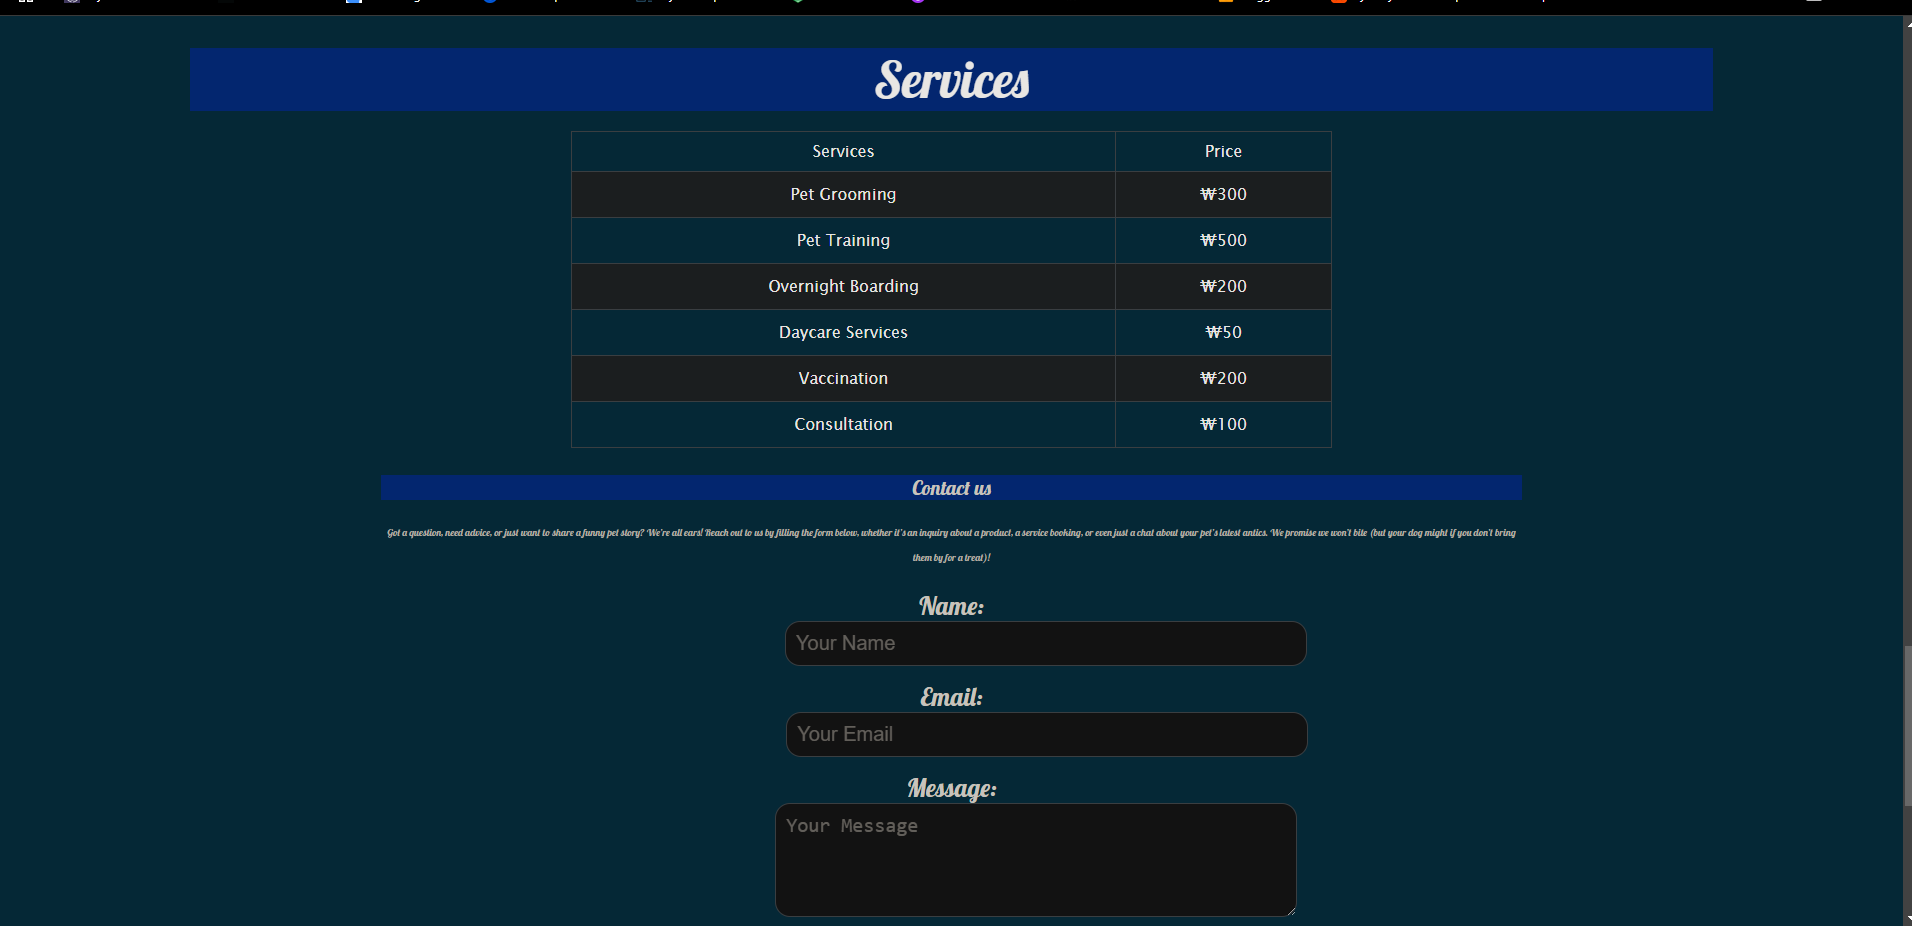 Services
Services Price
Pet Grooming ₩300
Pet Training ₩500
Overnight Boarding ₩200
Daycare Services ₩50
Vaccination ₩200
Consultation ₩100
Contact us
Got a question, need advice, or just want to share a funny pet story? We're all ears! Reach out to us by filling the form below, whether it's an inquiry about a product, a service booking, or even just a chat about your pet's latest antics. We promise we won't bite (but your dog might if you don't bring
them by for a treat)!
Name:
Your Name
Email:
Your Email
Message:
Your Message